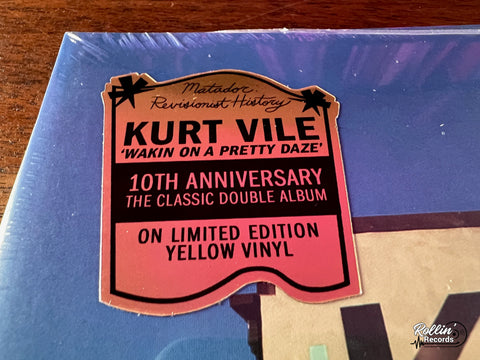 Matador
Revisionist History
KURT VILE
'WAKIN ON A PRETTY DAZE'
10TH ANNIVERSARY
THE CLASSIC DOUBLE ALBUM
ON LIMITED EDITION
YELLOW VINYL
Rollin'
Records